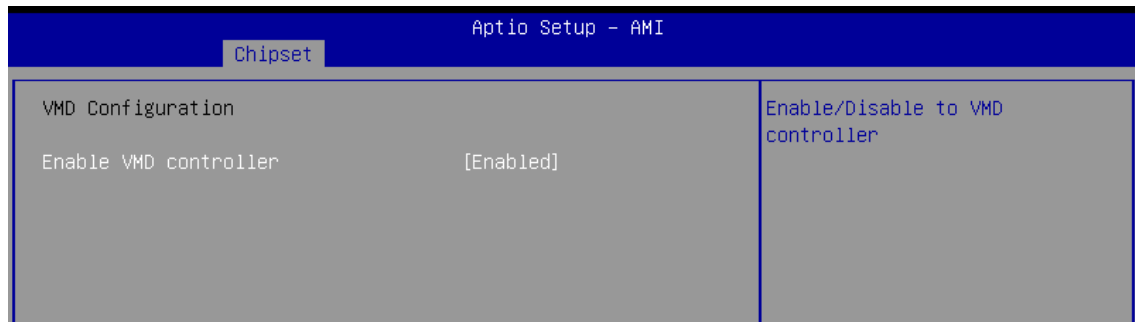 Aptio Setup - AMI
Chipset
VMD Configuration
Enable VMD controller [Enabled]
Enable/Disable to VMD
controller